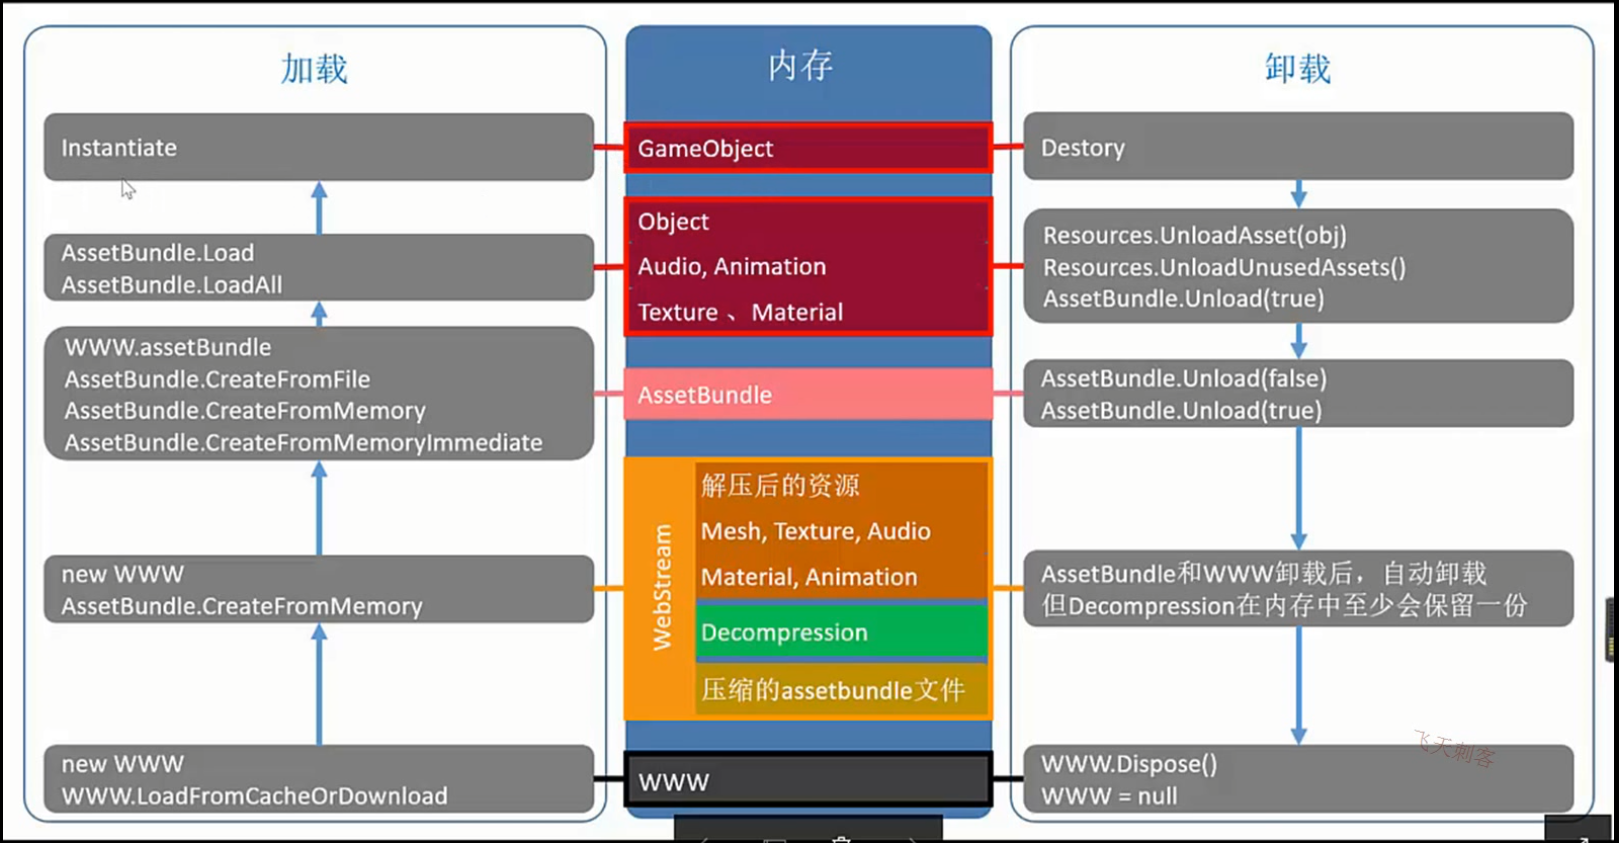 加载
Instantiate
AssetBundle.Load
AssetBundle.LoadAll
WWW.assetBundle
AssetBundle.CreateFromFile
AssetBundle.CreateFromMemory
AssetBundle.CreateFromMemoryImmediate
new WWW
AssetBundle.CreateFromMemory
new WWW
WWW.LoadFromCacheOrDownload
内存
GameObject
Object
Audio, Animation
Texture 、Material
AssetBundle
WebStream
解压后的资源
Mesh, Texture, Audio
Material, Animation
Decompression
压缩的assetbundle文件
WWW
卸载
Destory
Resources.UnloadAsset(obj)
Resources.UnloadUnusedAssets()
AssetBundle.Unload(true)
AssetBundle.Unload(false)
AssetBundle.Unload(true)
AssetBundle和WWW卸载后，自动卸载
但Decompression在内存中至少会保留一份
WWW.Dispose()
WWW = null
飞天刺客